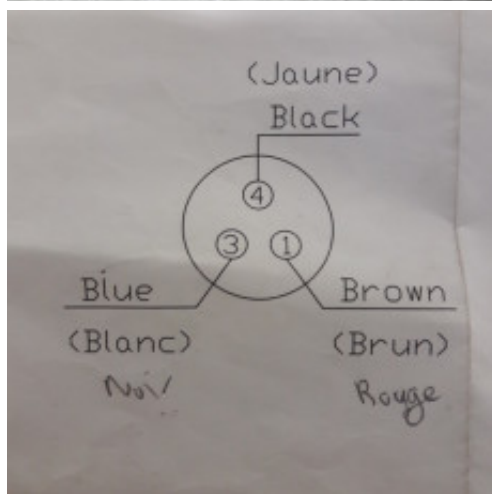 (Jaune)
Black
4
3 1
Blue Brown
(Blanc) (Brun)
Noir Rouge